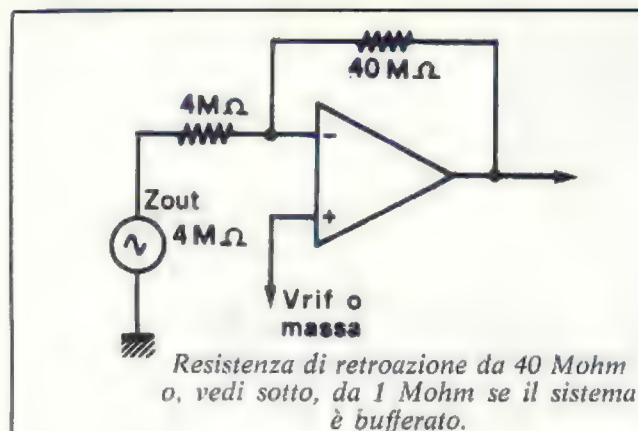 40 MΩ
4MΩ
-
Zout
4 MΩ
+
Vrif o
massa
Resistenza di retroazione da 40 Mohm
o, vedi sotto, da 1 Mohm se il sistema
è bufferato.